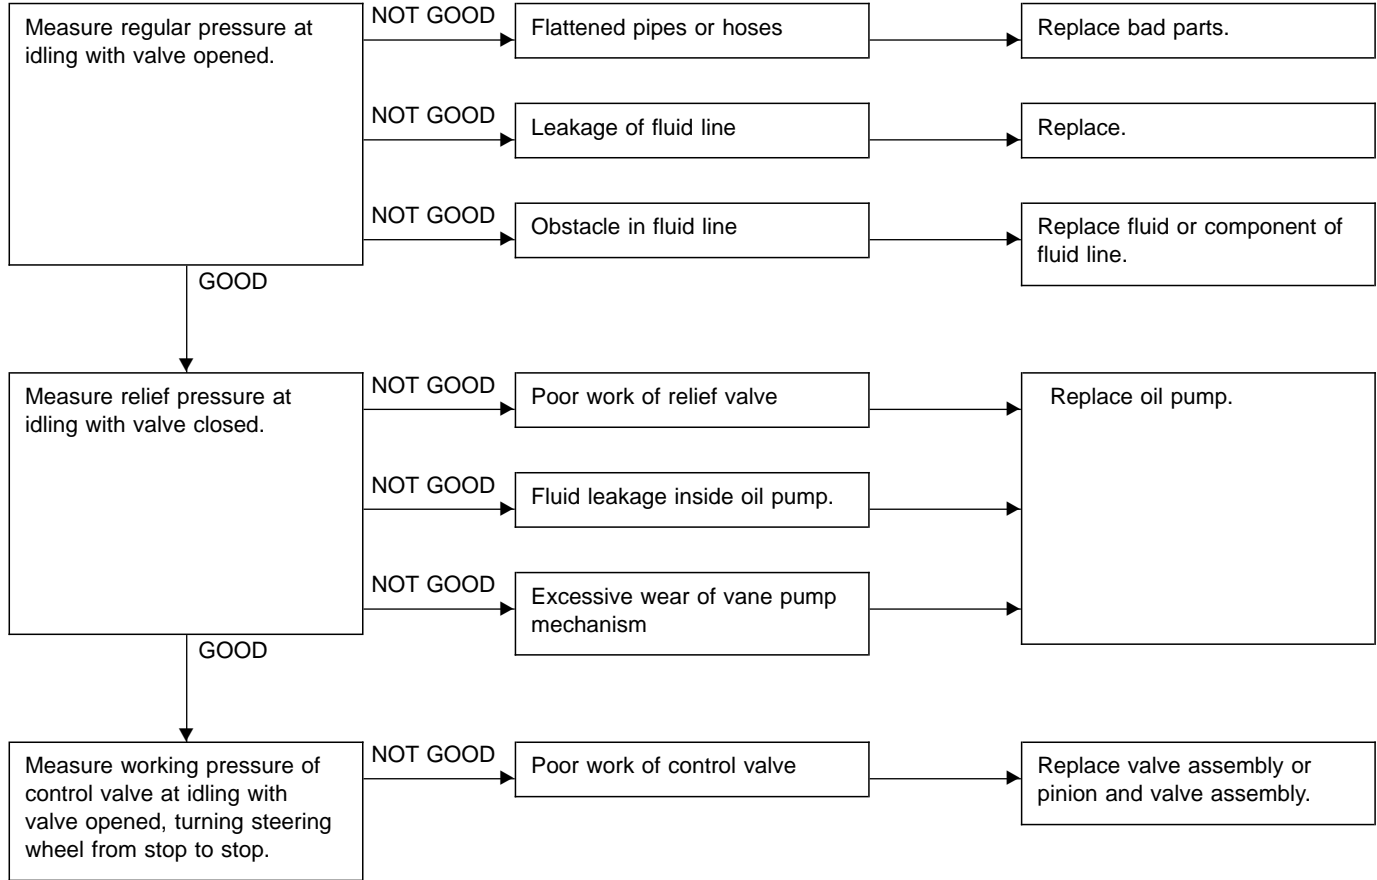 Measure regular pressure at
idling with valve opened.
NOT GOOD
Flattened pipes or hoses
Replace bad parts.
NOT GOOD
Leakage of fluid line
Replace.
NOT GOOD
Obstacle in fluid line
Replace fluid or component of
fluid line.
GOOD
Measure relief pressure at
idling with valve closed.
NOT GOOD
Poor work of relief valve
Replace oil pump.
NOT GOOD
Fluid leakage inside oil pump.
NOT GOOD
Excessive wear of vane pump
mechanism
GOOD
Measure working pressure of
control valve at idling with
valve opened, turning steering
wheel from stop to stop.
NOT GOOD
Poor work of control valve
Replace valve assembly or
pinion and valve assembly.